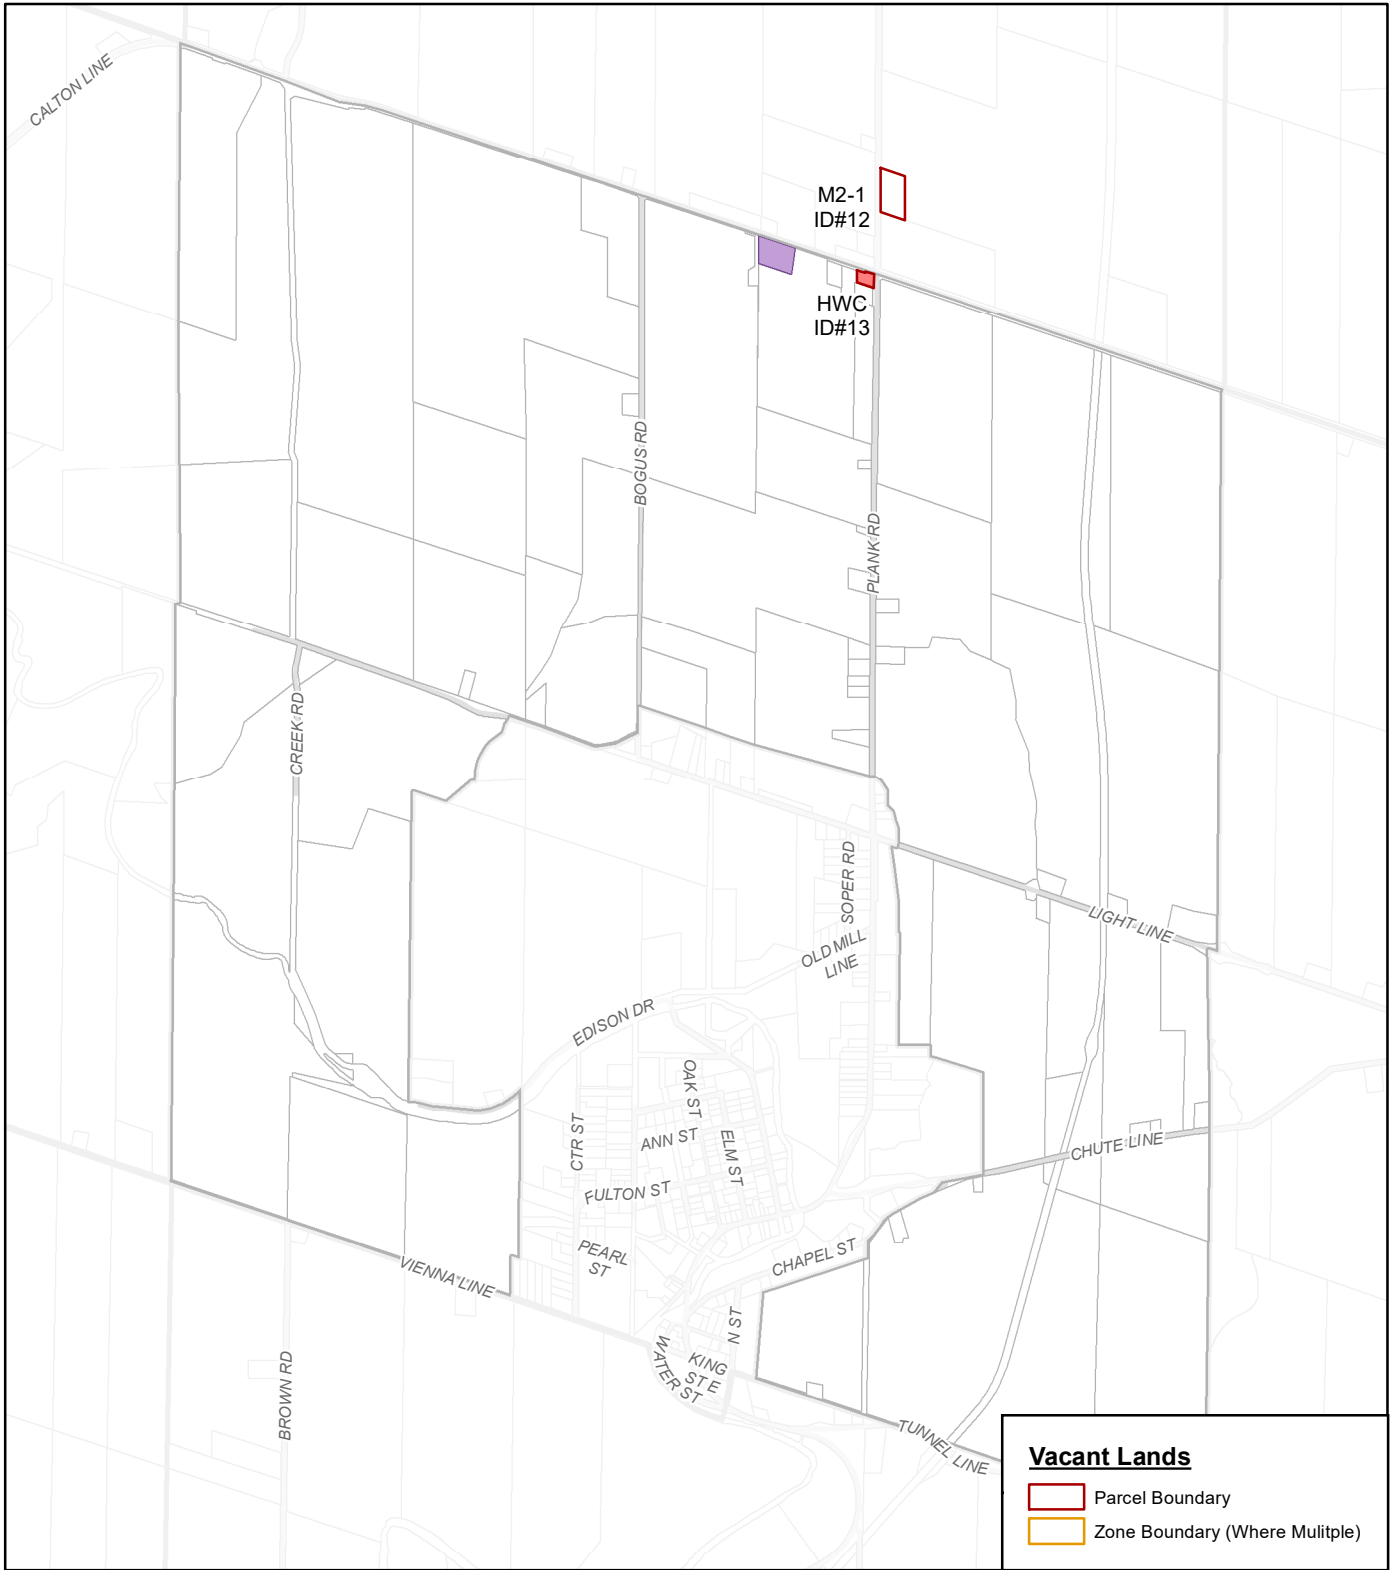 CALTON LINE
M2-1
ID#12
HWC
ID#13
BOGUS RD
PLANK RD
CREEK RD
SOPER RD
LIGHT LINE
OLD MILL
LINE
EDISON DR
OAK ST
CTR ST
ANN ST
ELM ST
CHUTE LINE
FULTON ST
PEARL
ST
CHAPEL ST
VIENNA LINE
N ST
WATER ST
KING
ST E
BROWN RD
TUNNEL LINE
Vacant Lands
Parcel Boundary
Zone Boundary (Where Mulitple)